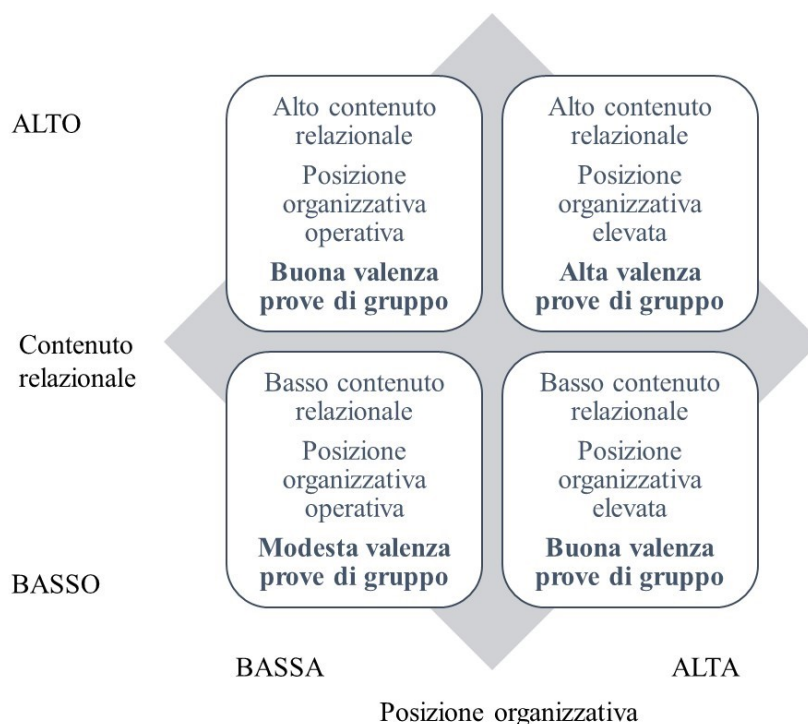 ALTO
Alto contenuto
relazionale
Posizione
organizzativa
operativa
Buona valenza
prove di gruppo
Alto contenuto
relazionale
Posizione
organizzativa
elevata
Alta valenza
prove di gruppo
Contenuto
relazionale
Basso contenuto
relazionale
Posizione
organizzativa
operativa
Modesta valenza
prove di gruppo
Basso contenuto
relazionale
Posizione
organizzativa
elevata
Buona valenza
prove di gruppo
BASSO
BASSA
ALTA
Posizione organizzativa